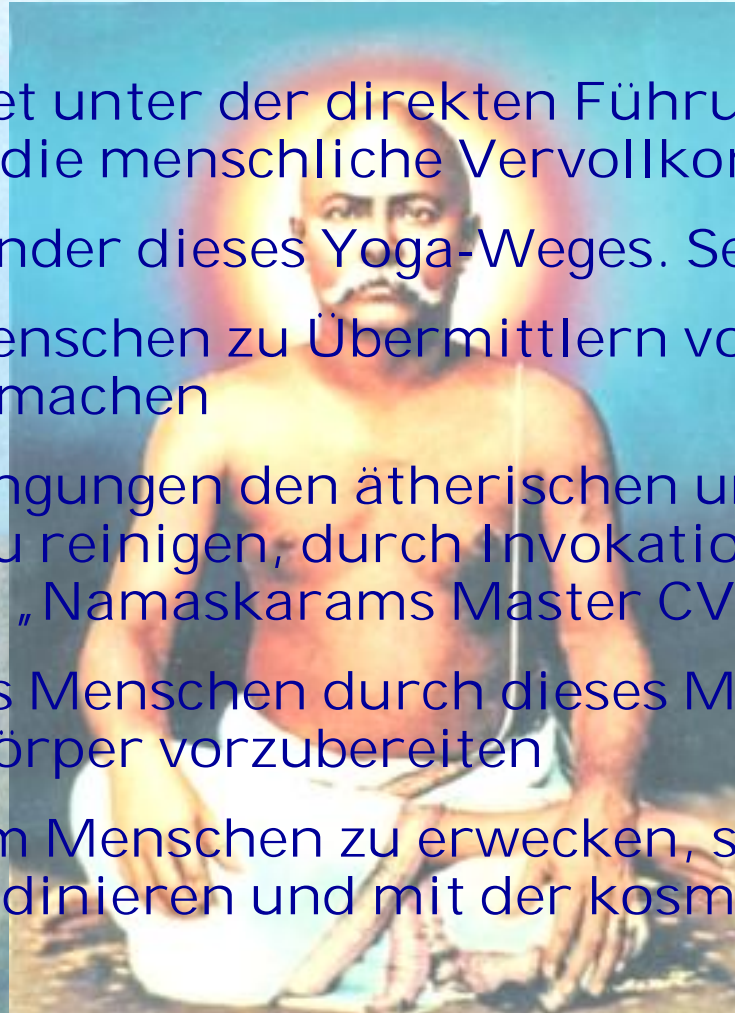 et unter der direkten Führu
die menschliche Vervollkor
nder dieses Yoga-Weges. Se
enschen zu Übermittlern vo
machen
ngungen den ätherischen u
u reinigen, durch Invokatio
„Namaskarams Master CV
s Menschen durch dieses M
örper vorzubereiten
m Menschen zu erwecken, s
dinieren und mit der kosm